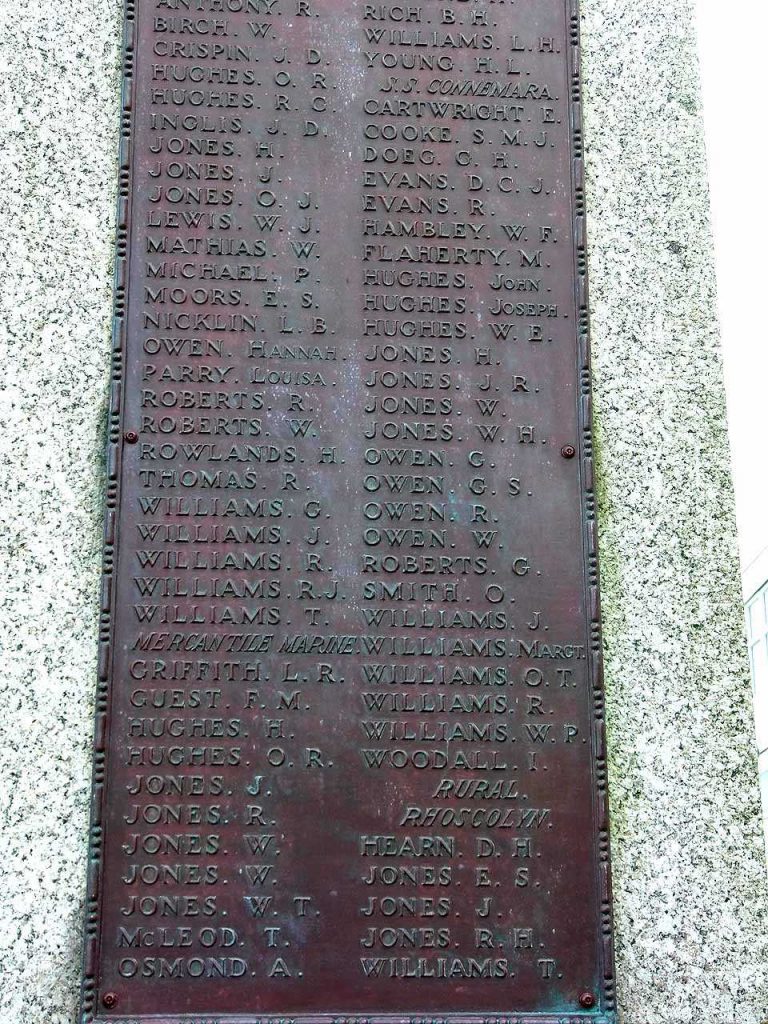 ANTHONY. R.
BIRCH. W.
CRISPIN. J. D.
HUGHES. O. R.
HUGHES. R. C.
INGLIS. J. D.
JONES. H.
JONES. J.
JONES. O. J.
LEWIS. W. J.
MATHIAS. W.
MICHAEL. P.
MOORS. E. S.
NICKLIN. L. B.
OWEN. HANNAH.
PARRY. LOUISA.
ROBERTS. R.
ROBERTS. W.
ROWLANDS. H.
THOMAS. R.
WILLIAMS. G.
WILLIAMS. J.
WILLIAMS. R.
WILLIAMS. R.J.
WILLIAMS. T.
MERCANTILE MARINE.
GRIFFITH. L. R.
GUEST. F. M.
HUGHES. H.
HUGHES. O. R.
JONES. J.
JONES. R.
JONES. W.
JONES. W.
JONES. W. T.
McLEOD. T.
OSMOND. A.
RICH. B. H.
WILLIAMS. L. H.
YOUNG. H. L.
S.S. CONNEMARA.
CARTWRIGHT. E.
COOKE. S. M. J.
DOEG. G. H.
EVANS. D. C. J.
EVANS. R.
HAMBLEY. W. F.
FLAHERTY. M.
HUGHES. JOHN.
HUGHES. JOSEPH.
HUGHES. W. E.
JONES. H.
JONES. J. R.
JONES. W.
JONES. W. H.
OWEN. G.
OWEN. G. S.
OWEN. R.
OWEN. W.
ROBERTS. G.
SMITH. O.
WILLIAMS. J.
WILLIAMS. MARGT.
WILLIAMS. O. T.
WILLIAMS. R.
WILLIAMS. W. P.
WOODALL. I.
RURAL.
RHOSCOLYN.
HEARN. D. H.
JONES. E. S.
JONES. J.
JONES. R. H.
WILLIAMS. T.